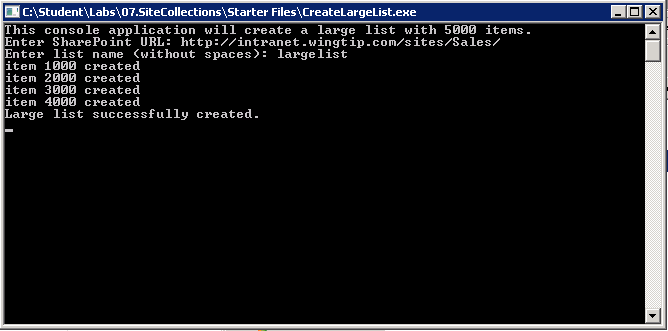 C:\Student\Labs\07.SiteCollections\Starter Files\CreateLargeList.exe
This console application will create a large list with 5000 items.
Enter SharePoint URL: http://intranet.wingtip.com/sites/Sales/
Enter list name (without spaces): largelist
item 1000 created
item 2000 created
item 3000 created
item 4000 created
Large list successfully created.